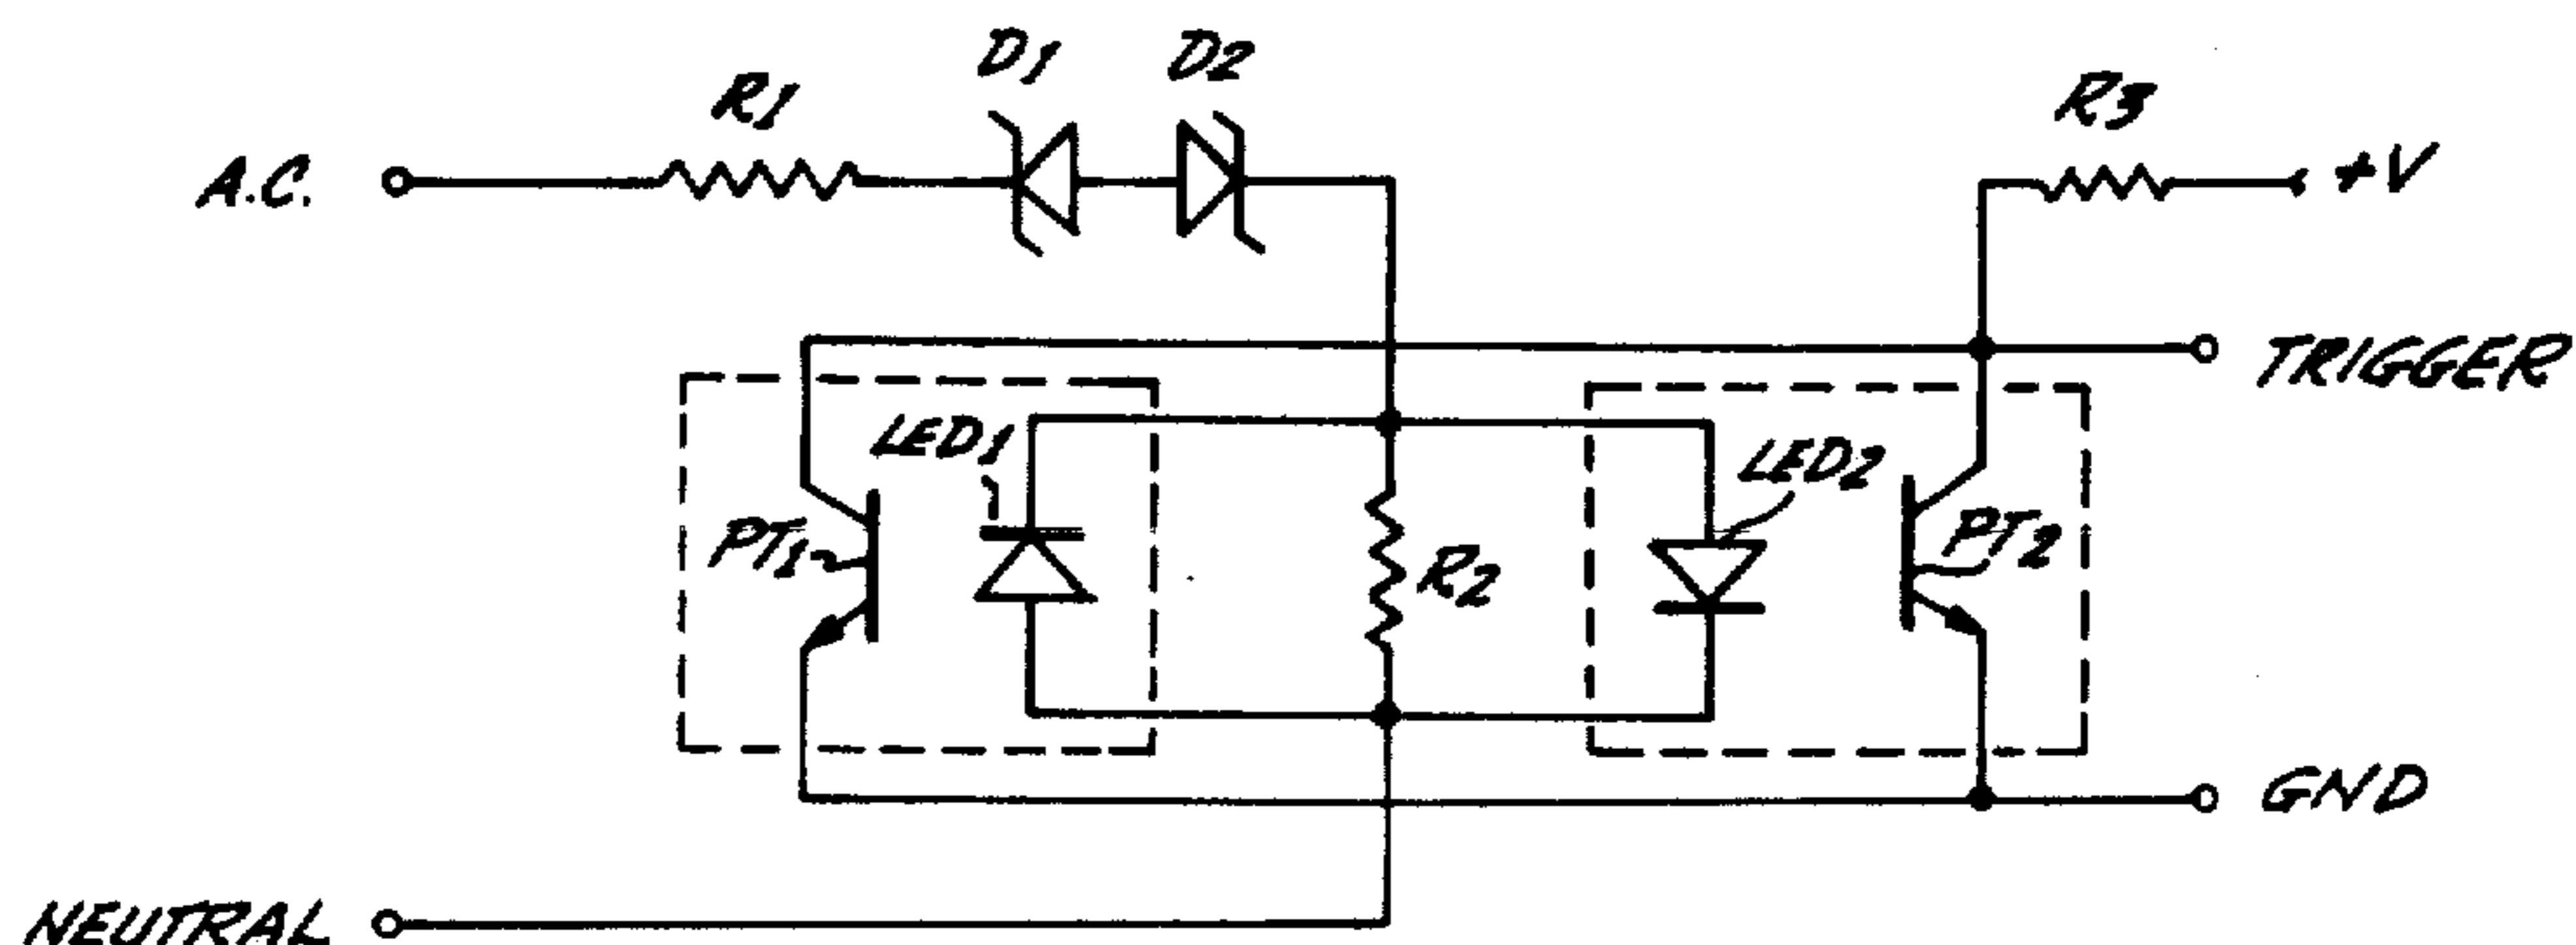 D1
D2
R1
R3
A.C.
+V
TRIGGER
LED1
LED2
PT1
R2
PT2
GND
NEUTRAL